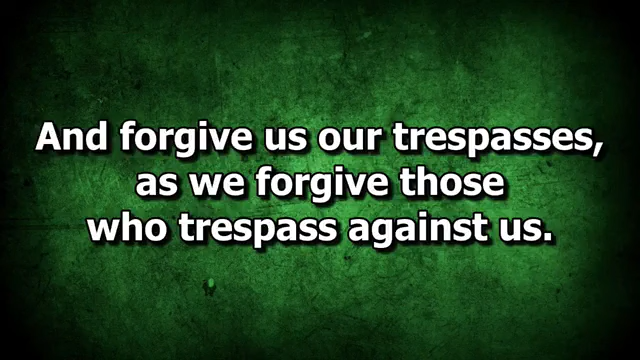 And forgive us our trespasses,
as we forgive those
who trespass against us.